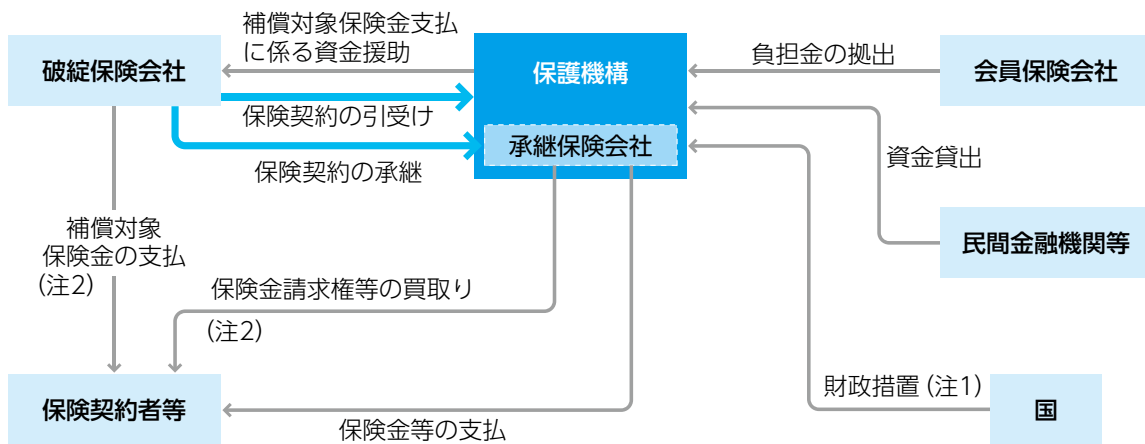 補償対象保険金支払
に係る資金援助
破綻保険会社
保護機構
負担金の拠出
会員保険会社
保険契約の引受け
承継保険会社
保険契約の承継
資金貸出
補償対象
保険金の支払
(注2)
民間金融機関等
保険金請求権等の買取り
(注2)
財政措置(注1)
国
保険契約者等
保険金等の支払